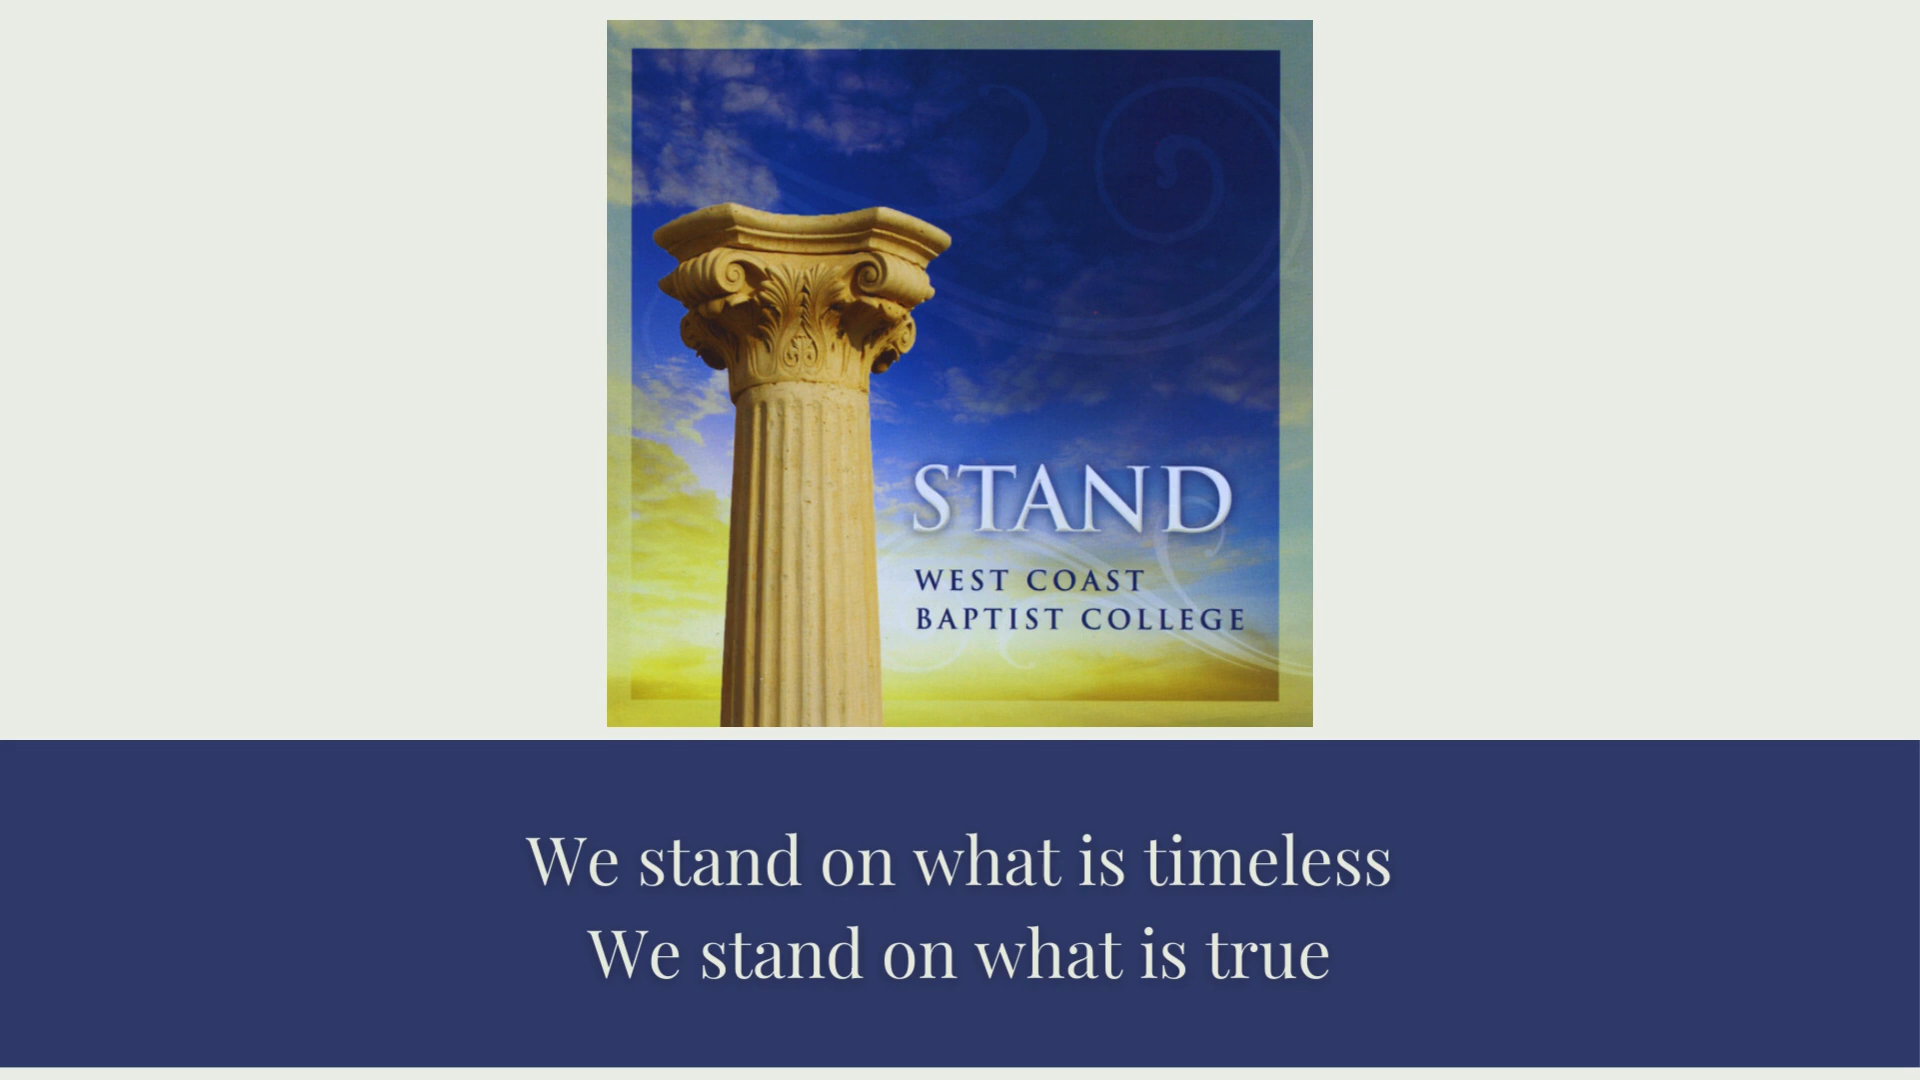 STAND
WEST COAST
BAPTIST COLLEGE
We stand on what is timeless
We stand on what is true